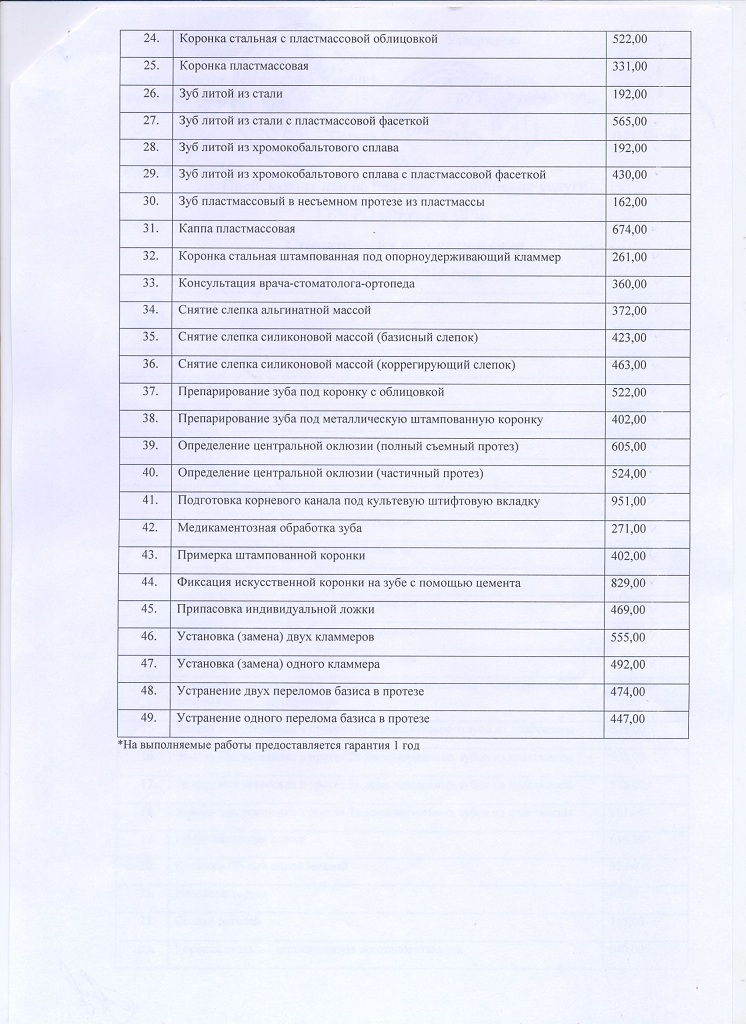 24. Коронка стальная с пластмассовой облицовкой 522,00
25. Коронка пластмассовая 331,00
26. Зуб литой из стали 192,00
27. Зуб литой из стали с пластмассовой фасеткой 565,00
28. Зуб литой из хромокобальтового сплава 192,00
29. Зуб литой из хромокобальтового сплава с пластмассовой фасеткой 430,00
30. Зуб пластмассовый в несъемном протезе из пластмассы 162,00
31. Каппа пластмассовая 674,00
32. Коронка стальная штампованная под опорноудерживающий кламмер 261,00
33. Консультация врача-стоматолога-ортопеда 360,00
34. Снятие слепка альгинатной массой 372,00
35. Снятие слепка силиконовой массой (базисный слепок) 423,00
36. Снятие слепка силиконовой массой (коррегирующий слепок) 463,00
37. Препарирование зуба под коронку с облицовкой 522,00
38. Препарирование зуба под металлическую штампованную коронку 402,00
39. Определение центральной оклюзии (полный съемный протез) 605,00
40. Определение центральной оклюзии (частичный протез) 524,00
41. Подготовка корневого канала под культевую штифтовую вкладку 951,00
42. Медикаментозная обработка зуба 271,00
43. Примерка штампованной коронки 402,00
44. Фиксация искусственной коронки на зубе с помощью цемента 829,00
45. Припасовка индивидуальной ложки 469,00
46. Установка (замена) двух кламмеров 555,00
47. Установка (замена) одного кламмера 492,00
48. Устранение двух переломов базиса в протезе 474,00
49. Устранение одного перелома базиса в протезе 447,00
*На выполняемые работы предоставляется гарантия 1 год